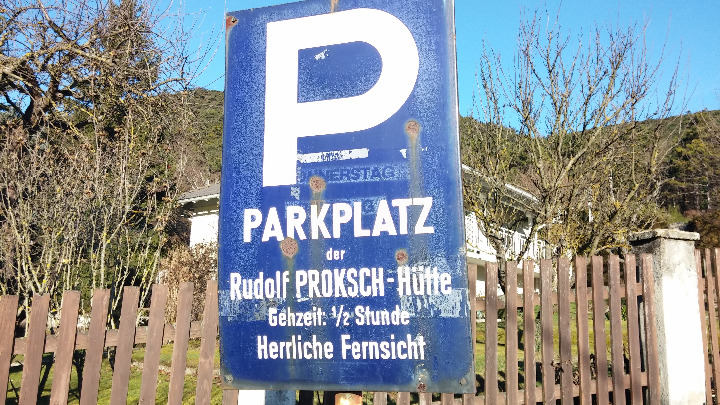 P
PARKPLATZ
der
Rudolf PROKSCH-Hütte
Gehzeit: ½ Stunde
Herrliche Fernsicht